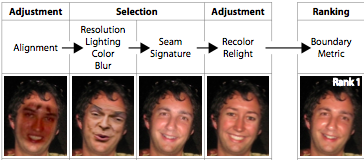 Adjustment Selection Adjustment Ranking
Alignment
Resolution
Lighting
Color
Blur
Seam
Signature
Recolor
Relight
Boundary
Metric
Rank 1